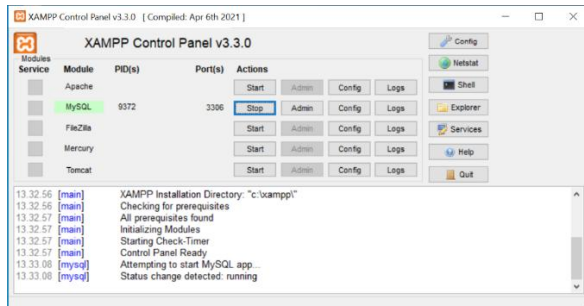 XAMPP Control Panel v3.3.0 [ Compiled: Apr 6th 2021 ]
XAMPP Control Panel v3.3.0
Config
Netstat
Shell
Explorer
Services
Help
Quit
Modules
Service Module PID(s) Port(s) Actions
Apache Start Admin Config Logs
MySQL 9372 3306 Stop Admin Config Logs
FileZilla Start Admin Config Logs
Mercury Start Admin Config Logs
Tomcat Start Admin Config Logs
13.32.56 [main] XAMPP Installation Directory: "c:\xampp\"
13.32.56 [main] Checking for prerequisites
13.32.57 [main] All prerequisites found
13.32.57 [main] Initializing Modules
13.32.57 [main] Starting Check-Timer
13.32.57 [main] Control Panel Ready
13.33.08 [mysql] Attempting to start MySQL app...
13.33.08 [mysql] Status change detected: running